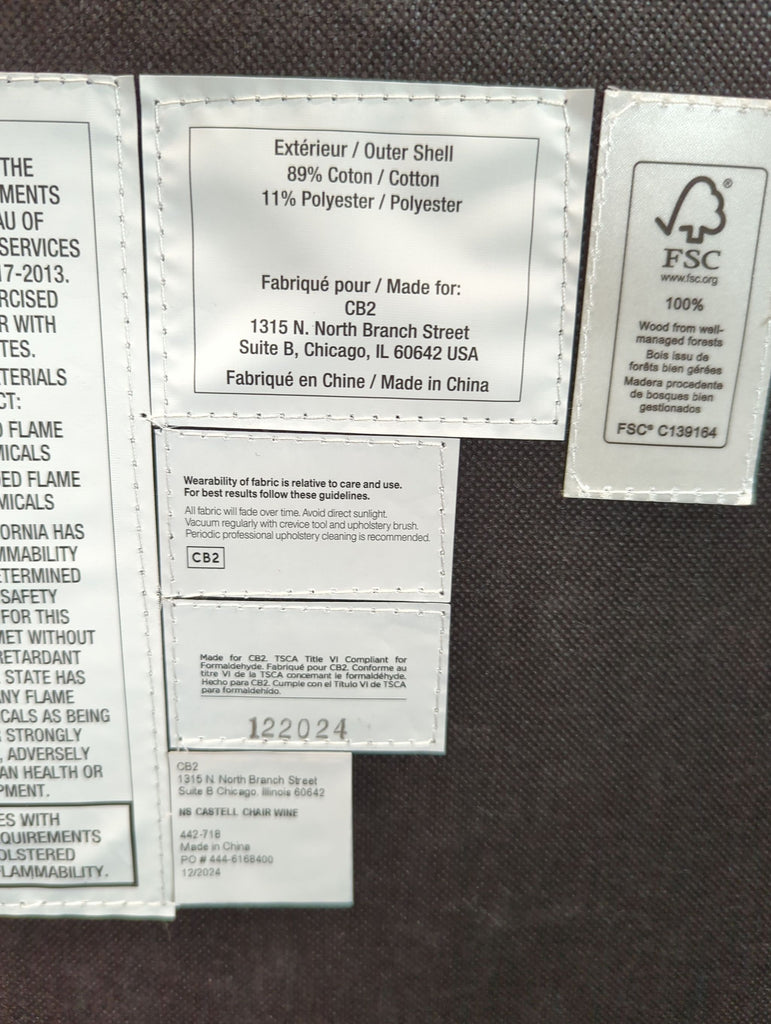 THE
MENTS
AU OF
SERVICES
17-2013.
RCISED
R WITH
TES.
TERIALS
CT:
D FLAME
MICALS
DED FLAME
MICALS
ORNIA HAS
MMABILITY
ETERMINED
SAFETY
FOR THIS
MET WITHOUT
RETARDANT
STATE HAS
ANY FLAME
CALS AS BEING
STRONGLY
, ADVERSELY
AN HEALTH OR
PMENT.
ES WITH
QUIREMENTS
OLSTERED
FLAMMABILITY.
Extérieur / Outer Shell
89% Coton / Cotton
11% Polyester / Polyester
Fabriqué pour / Made for:
CB2
1315 N. North Branch Street
Suite B, Chicago, IL 60642 USA
Fabriqué en Chine / Made in China
Wearability of fabric is relative to care and use.
For best results follow these guidelines.
All fabric will fade over time. Avoid direct sunlight.
Vacuum regularly with crevice tool and upholstery brush.
Periodic professional upholstery cleaning is recommended.
CB2
Made for CB2. TSCA Title VI Compliant for
Formaldehyde. Fabriqué pour CB2. Conforme au
titre VI de la TSCA concernant le formaldéhyde.
Hecho para CB2. Cumple con el Título VI de TSCA
para formaldehído.
122024
CB2
1315 N. North Branch Street
Suite B Chicago, Illinois 60642
NS CASTELL CHAIR WINE
442-718
Made in China
PO # 444-6168400
12/2024
®
FSC
www.fsc.org
100%
Wood from well-
managed forests
Bois issu de
forêts bien gérées
Madera procedente
de bosques bien
gestionados
FSC® C139164